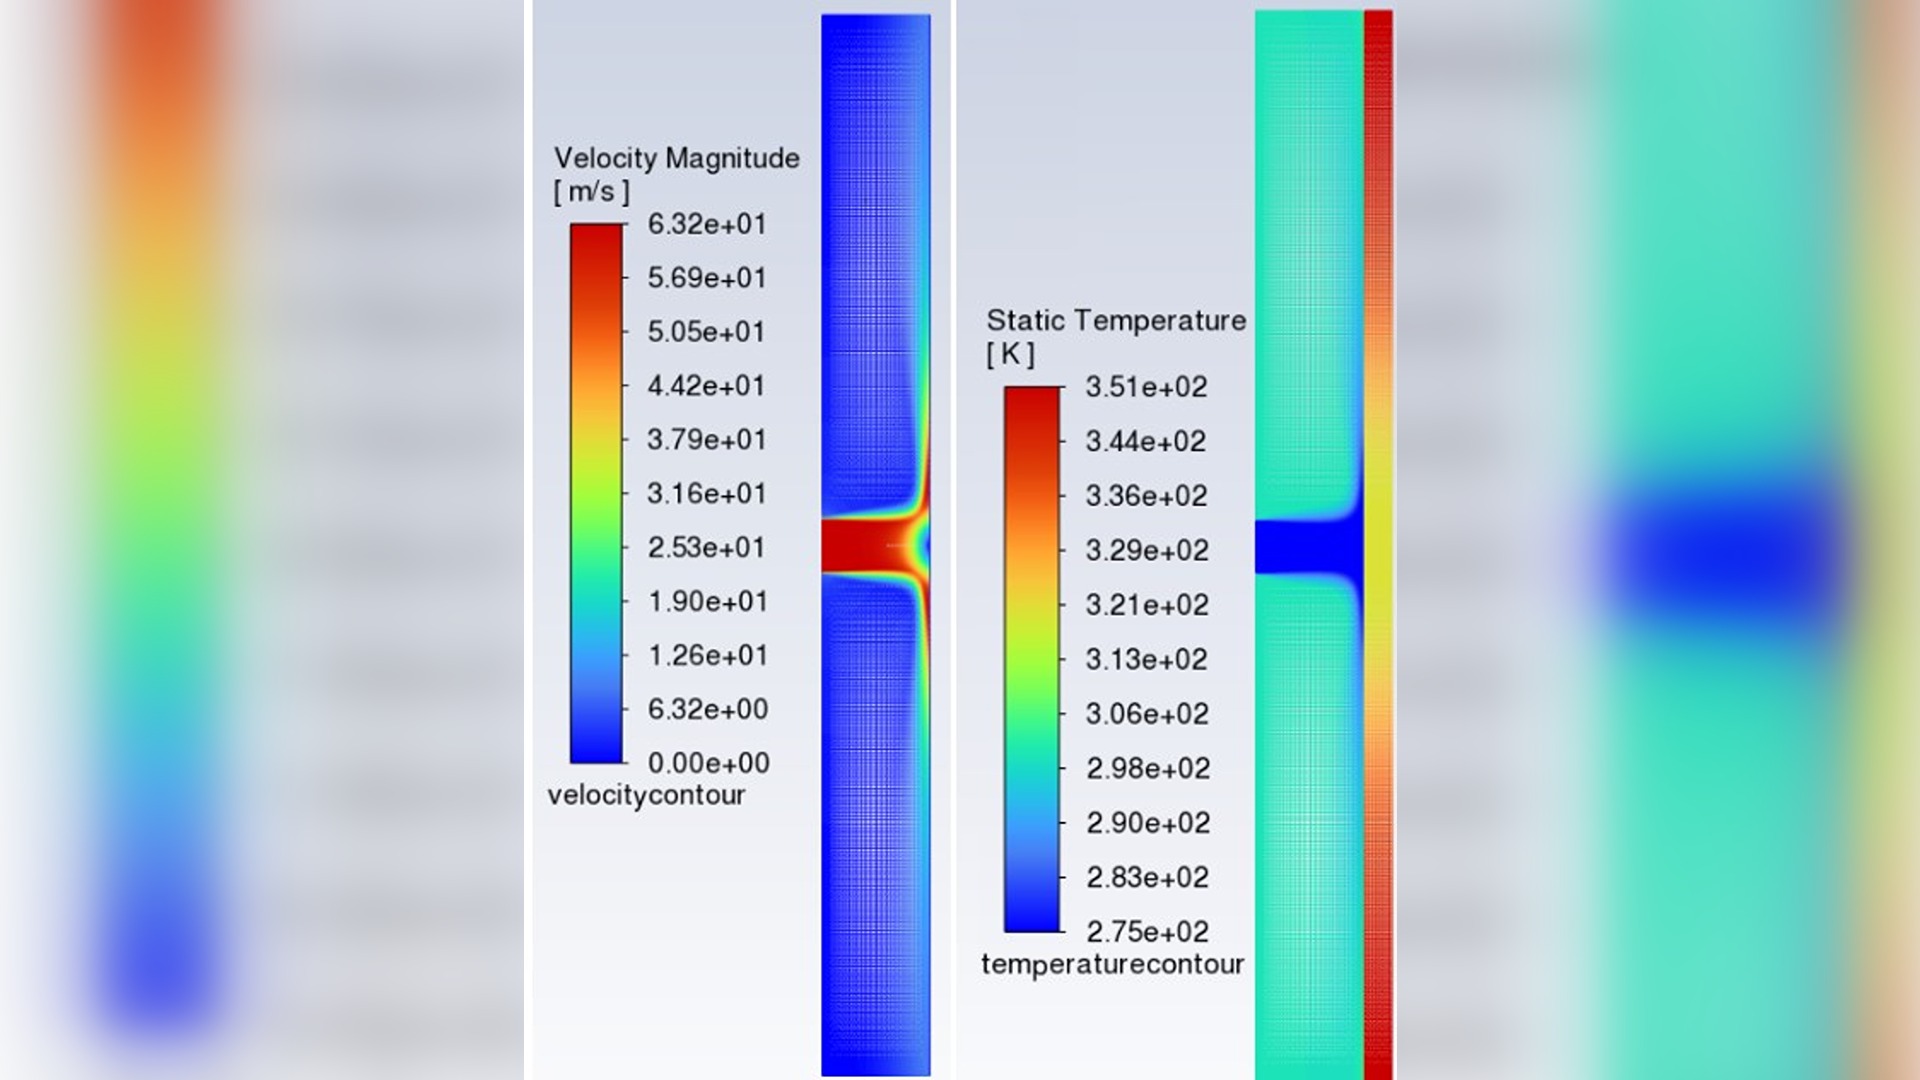 Velocity Magnitude
[ m/s ]
6.32e+01
5.69e+01
5.05e+01
4.42e+01
3.79e+01
3.16e+01
2.53e+01
1.90e+01
1.26e+01
6.32e+00
0.00e+00
velocitycontour
Static Temperature
[ K ]
3.51e+02
3.44e+02
3.36e+02
3.29e+02
3.21e+02
3.13e+02
3.06e+02
2.98e+02
2.90e+02
2.83e+02
2.75e+02
temperaturecontour